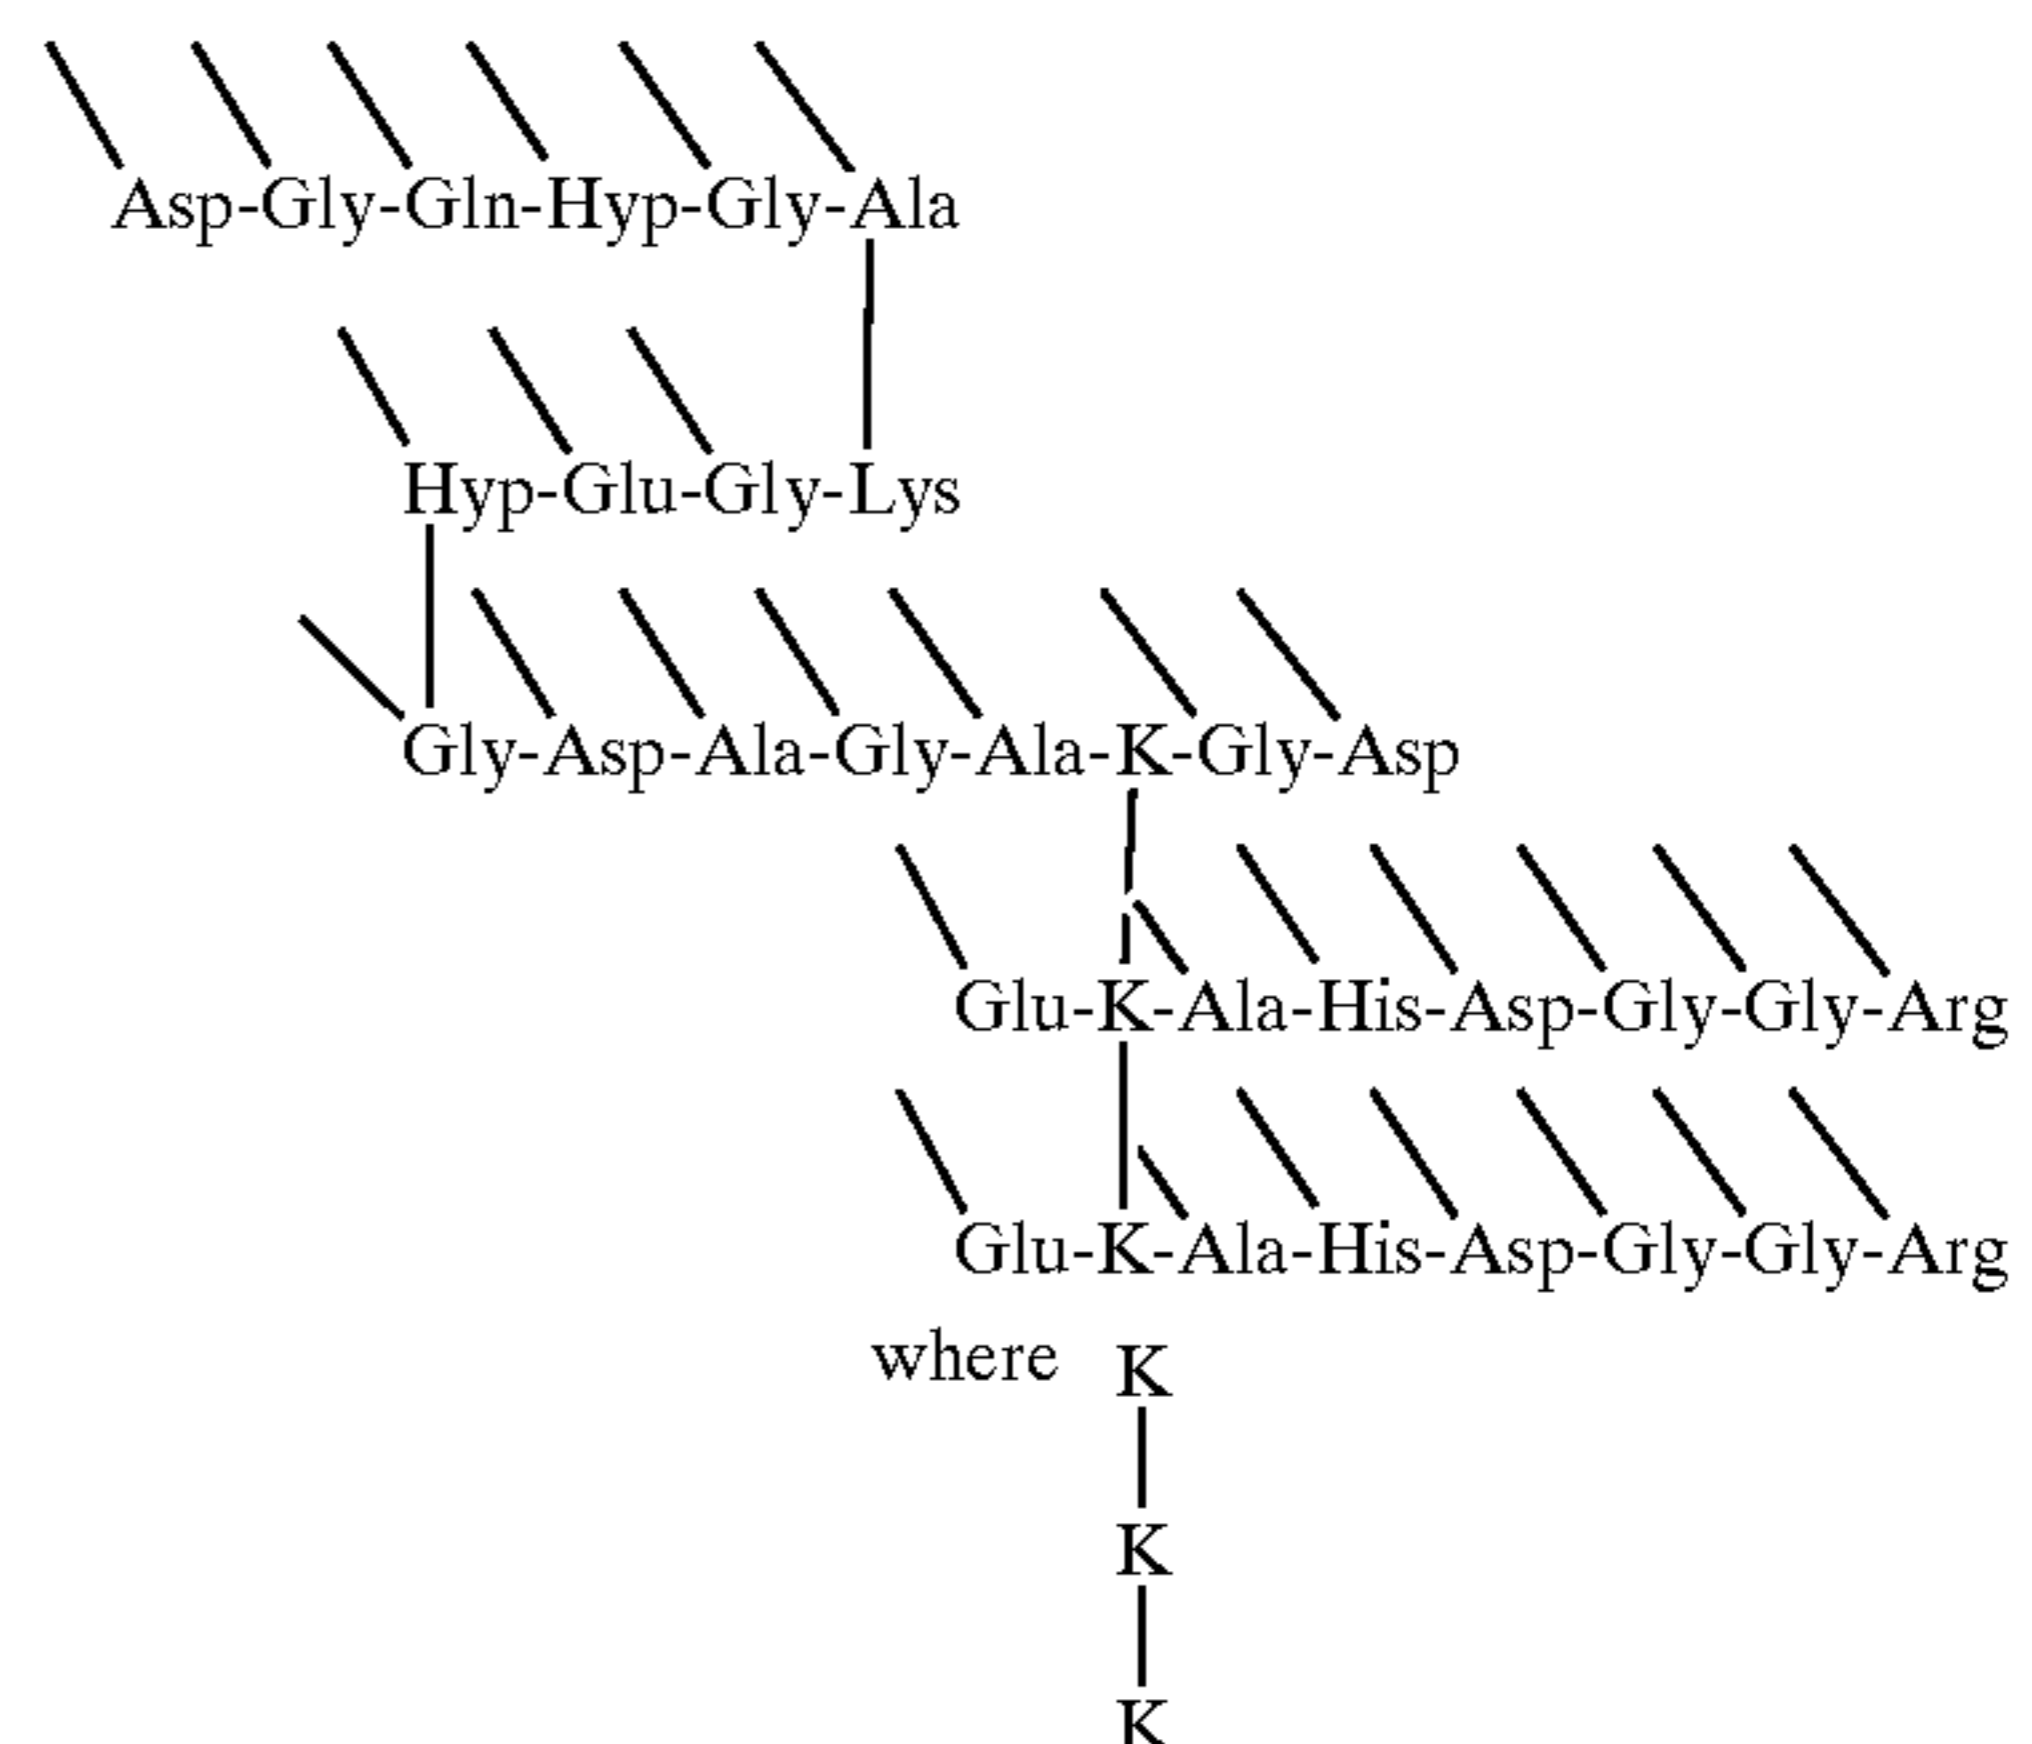 Asp-Gly-Gln-Hyp-Gly-Ala
Hyp-Glu-Gly-Lys
Gly-Asp-Ala-Gly-Ala-K-Gly-Asp
Glu-K-Ala-His-Asp-Gly-Gly-Arg
Glu-K-Ala-His-Asp-Gly-Gly-Arg
where K
K
K